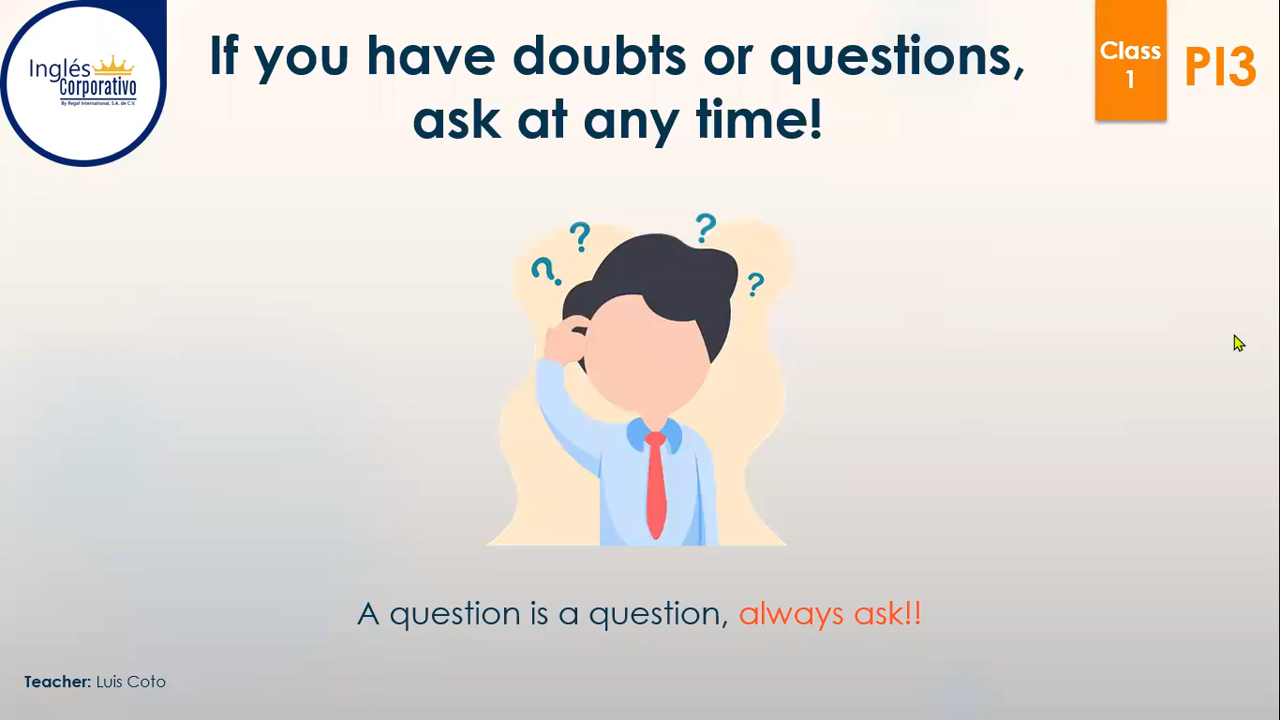 Inglés
Corporativo
By Regal International, S.A. de C.V.
If you have doubts or questions,
ask at any time!
Class
1
PI3
? ? ? ?
A question is a question, always ask!!
Teacher: Luis Coto